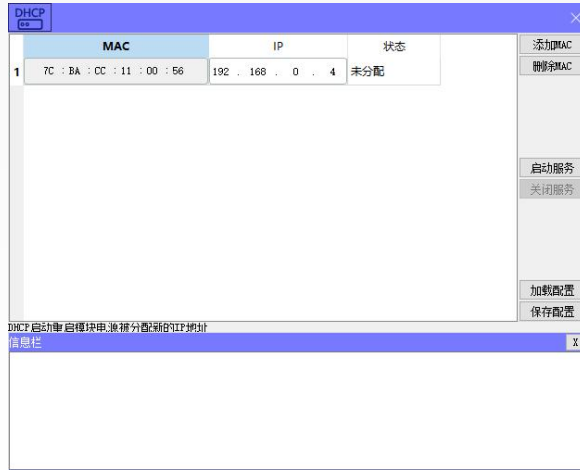 DHCP
MAC IP 状态 添加MAC
1 7C : BA : CC : 11 : 00 : 56 192 . 168 . 0 . 4 未分配 删除MAC
启动服务
关闭服务
加载配置
保存配置
DHCP启动重启模块电源被分配新的IP地址
信息栏 X